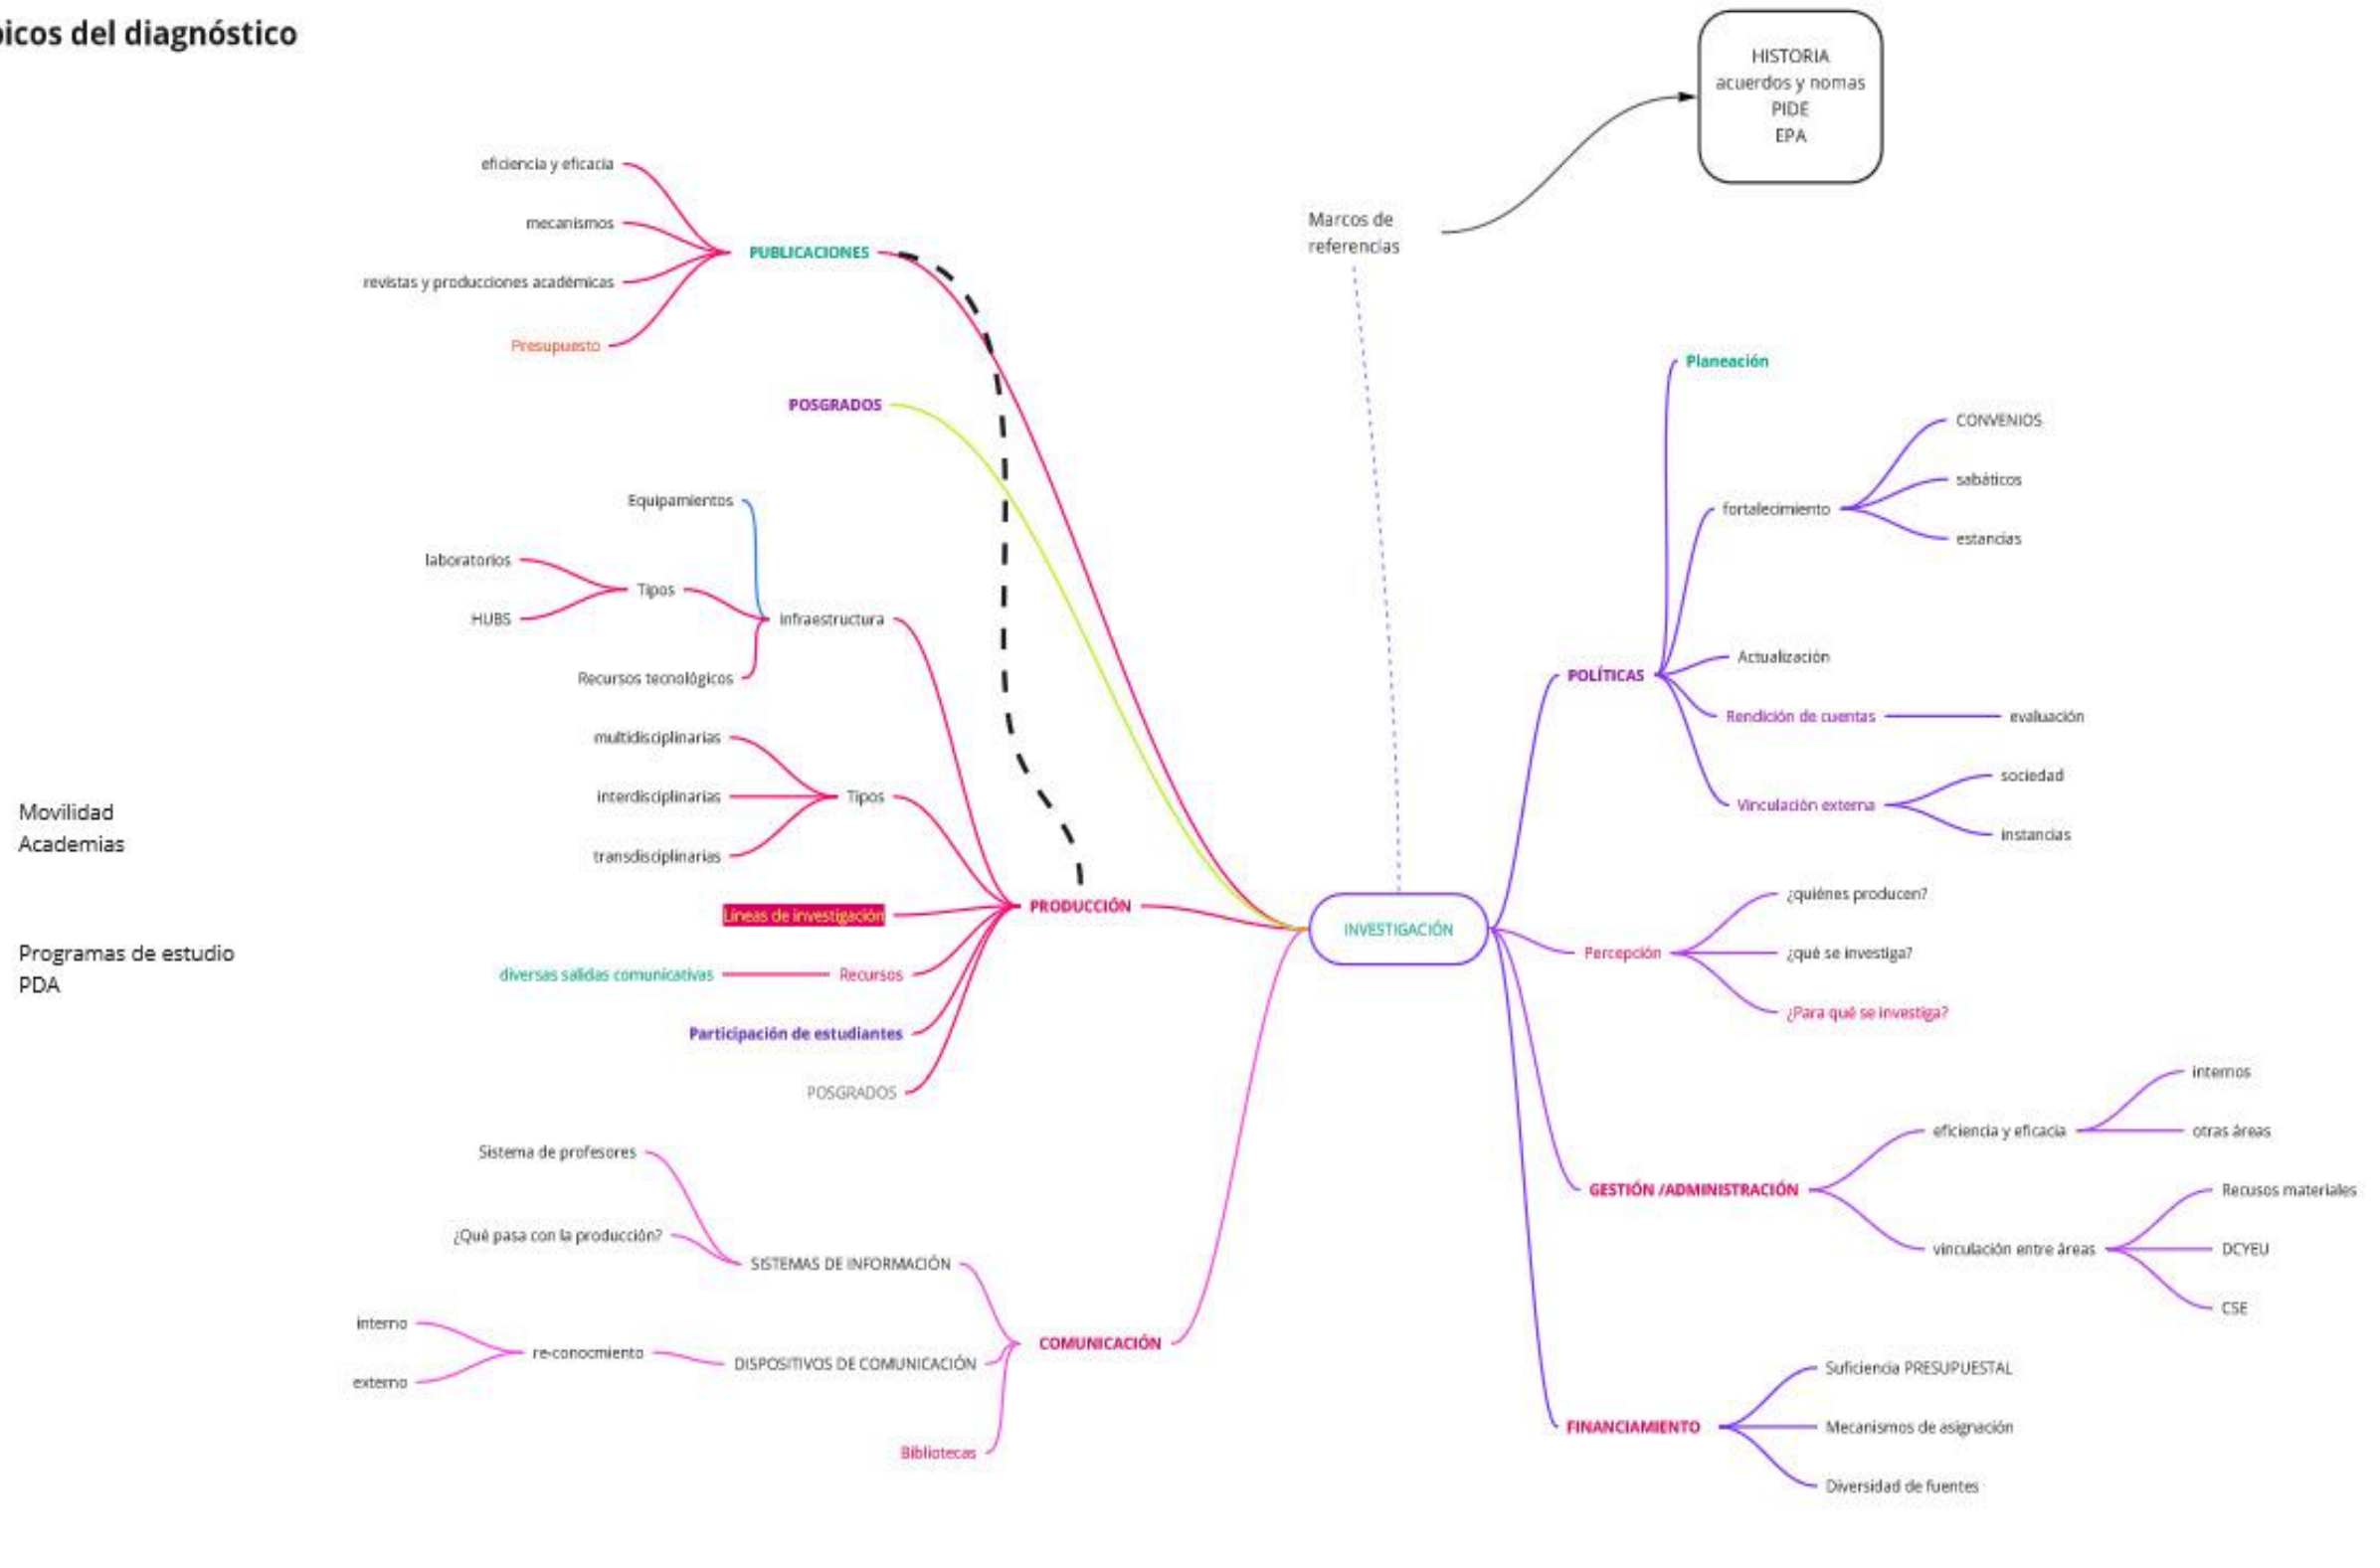 picos del diagnóstico
HISTORIA
acuerdos y nomas
PIDE
EPA
Marcos de
referencias
eficiencia y eficacia
mecanismos
revistas y producciones académicas
Presupuesto
PUBLICACIONES
POSGRADOS
Equipamientos
laboratorios
HUBS
Tipos
Recursos tecnológicos
infraestructura
multidisciplinarias
interdisciplinarias
transdisciplinarias
Tipos
Líneas de investigación
diversas salidas comunicativas
Recursos
Participación de estudiantes
POSGRADOS
PRODUCCIÓN
Movilidad
Academias
Programas de estudio
PDA
Sistema de profesores
¿Qué pasa con la producción?
SISTEMAS DE INFORMACIÓN
interno
externo
re-conocmiento
DISPOSITIVOS DE COMUNICACIÓN
Bibliotecas
COMUNICACIÓN
INVESTIGACIÓN
POLÍTICAS
Planeación
fortalecimiento
CONVENIOS
sabáticos
estancias
Actualización
Rendición de cuentas
evaluación
Vinculación externa
sociedad
instancias
Percepción
¿quiénes producen?
¿qué se investiga?
¿Para qué se investiga?
GESTIÓN /ADMINISTRACIÓN
eficiencia y eficacia
internos
otras áreas
vinculación entre áreas
Recusos materiales
DCYEU
CSE
FINANCIAMIENTO
Suficiencia PRESUPUESTAL
Mecanismos de asignación
Diversidad de fuentes